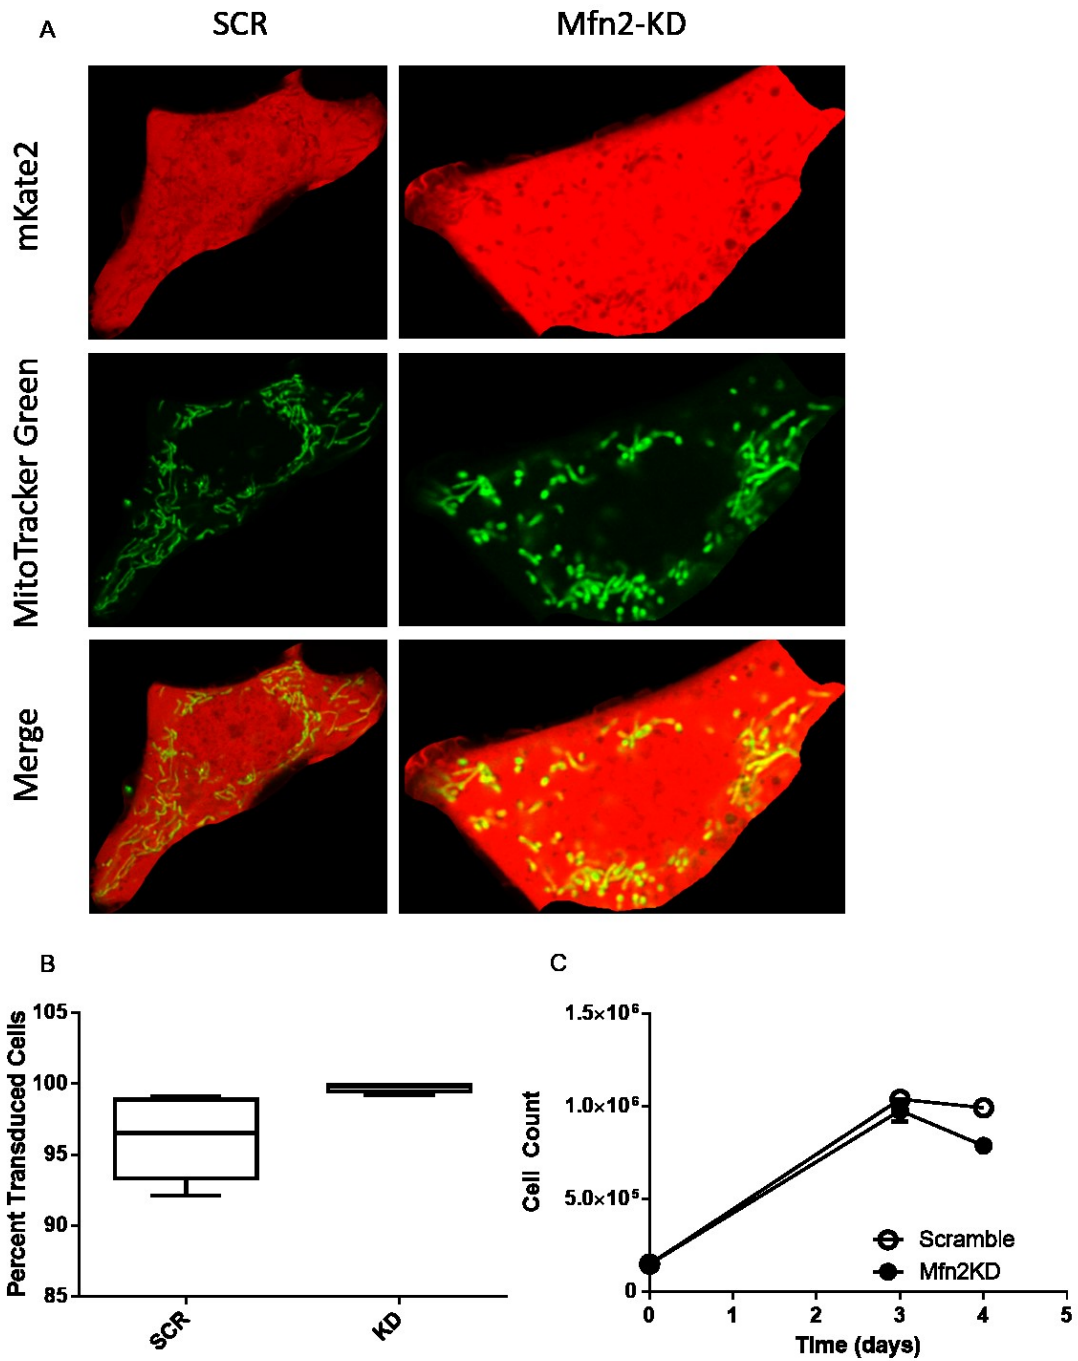 A
SCR
Mfn2-KD
mKate2
MitoTracker Green
Merge
B
Percent Transduced Cells
105
100
95
90
85
SCR
KD
C
Cell Count
1.5×10⁶
1.0×10⁶
5.0×10⁵
0
Scramble
Mfn2KD
0 1 2 3 4 5
Time (days)